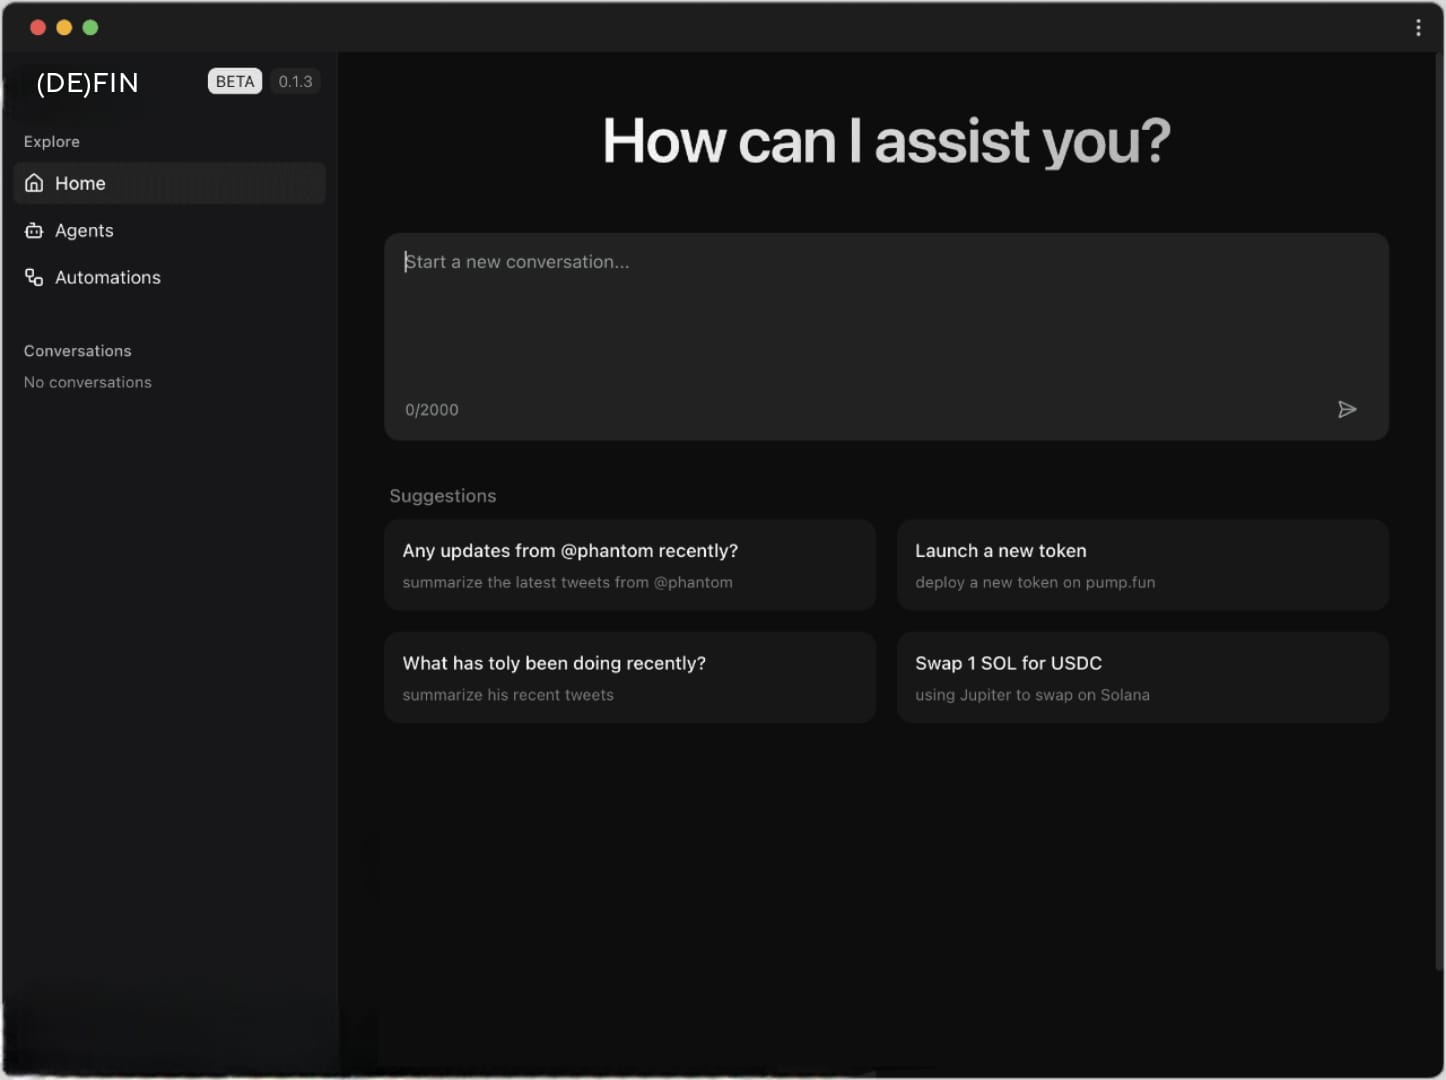 (DE)FIN BETA 0.1.3
Explore
Home
Agents
Automations
Conversations
No conversations
How can I assist you?
Start a new conversation...
0/2000
Suggestions
Any updates from @phantom recently?
summarize the latest tweets from @phantom
Launch a new token
deploy a new token on pump.fun
What has toly been doing recently?
summarize his recent tweets
Swap 1 SOL for USDC
using Jupiter to swap on Solana